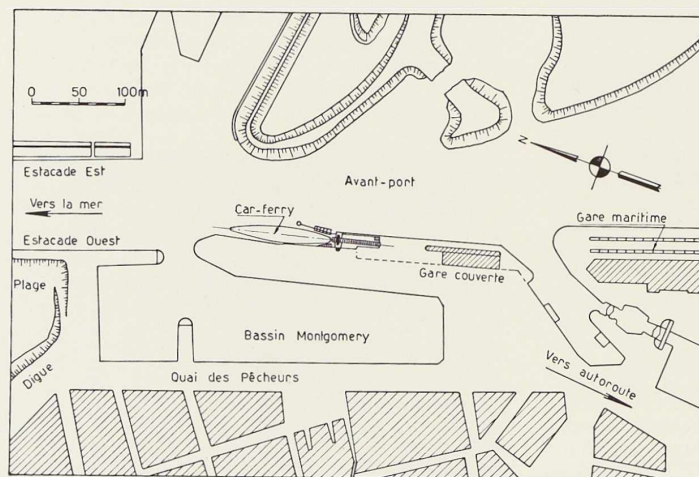 0 50 100m
Estacade Est
N
Avant-port
Vers la mer
Car-ferry
Gare maritime
Estacade Ouest
Gare couverte
Plage
Bassin Montgomery
Vers autoroute
Digue
Quai des Pêcheurs